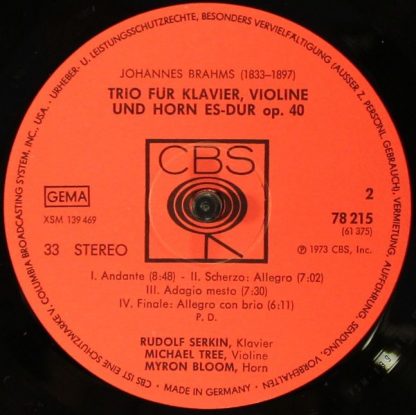 URHEBER- U. LEISTUNGSSCHUTZRECHTE, BESONDERS VERVIELFÄLTIGUNG (AUSSER Z. PERSÖNL. GEBRAUCH), VERMIETUNG, AUFFÜHRUNG, SENDUNG, VORBEHALTEN
JOHANNES BRAHMS (1833–1897)
TRIO FÜR KLAVIER, VIOLINE
UND HORN ES-DUR op. 40
CBS
GEMA
XSM 139 469
33 STEREO
2
78 215
(61 375)
℗ 1973 CBS, Inc.
I. Andante (8:48) - II. Scherzo: Allegro (7:02)
III. Adagio mesto (7:30)
IV. Finale: Allegro con brio (6:11)
P. D.
RUDOLF SERKIN, Klavier
MICHAEL TREE, Violine
MYRON BLOOM, Horn
CBS IST EINE SCHUTZMARKE V. COLUMBIA BROADCASTING SYSTEM, INC., USA.
• MADE IN GERMANY •